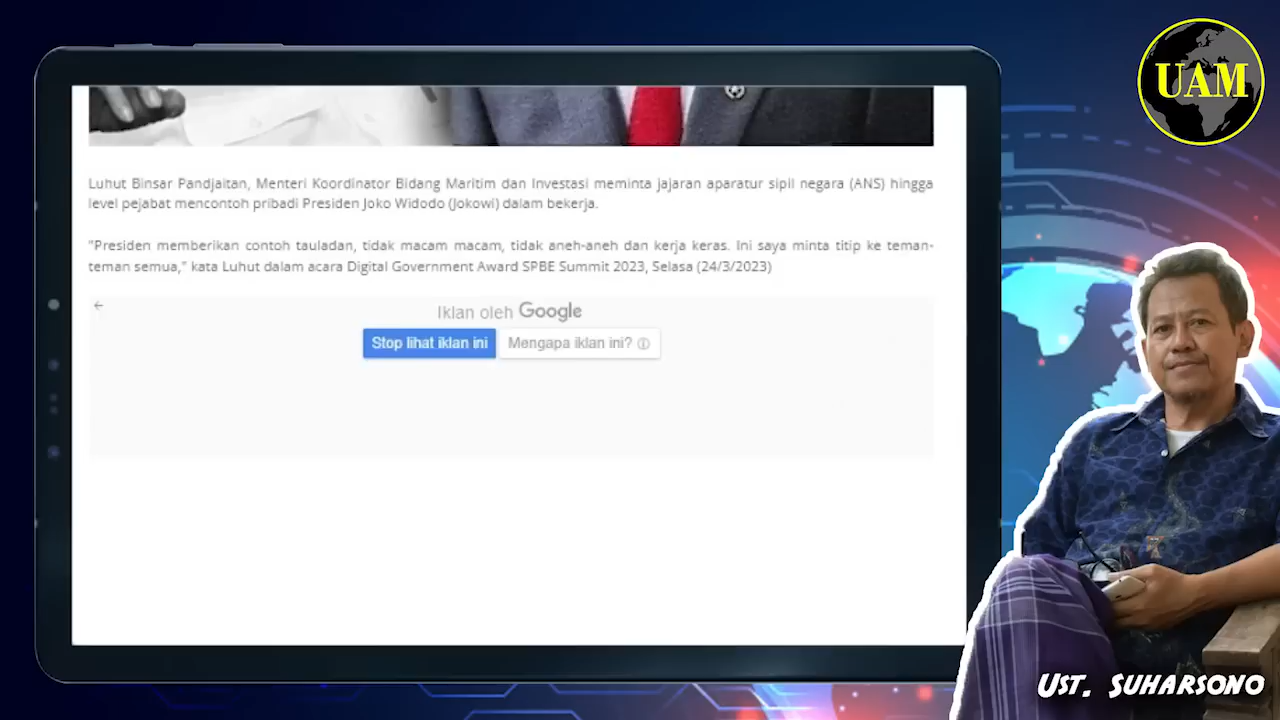 UAM
Luhut Binsar Pandjaitan, Menteri Koordinator Bidang Maritim dan Investasi meminta jajaran aparatur sipil negara (ANS) hingga
level pejabat mencontoh pribadi Presiden Joko Widodo (Jokowi) dalam bekerja.
"Presiden memberikan contoh tauladan, tidak macam macam, tidak aneh-aneh dan kerja keras. Ini saya minta titip ke teman-
teman semua," kata Luhut dalam acara Digital Government Award SPBE Summit 2023, Selasa (24/3/2023)
Iklan oleh Google
Stop lihat iklan ini
Mengapa iklan ini?
UST. SUHARSONO